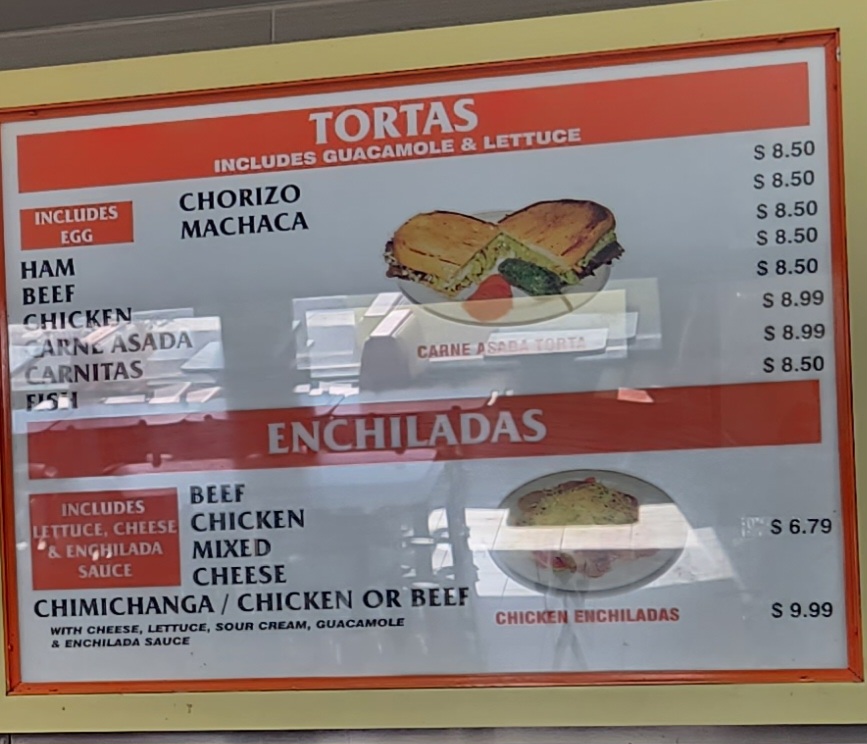 TORTAS
INCLUDES GUACAMOLE & LETTUCE
INCLUDES
EGG
CHORIZO $ 8.50
MACHACA $ 8.50
HAM $ 8.50
BEEF $ 8.50
CHICKEN $ 8.50
CARNE ASADA $ 8.99
CARNITAS $ 8.99
FISH $ 8.50
CARNE ASADA TORTA
ENCHILADAS
INCLUDES
LETTUCE, CHEESE
& ENCHILADA
SAUCE
BEEF
CHICKEN
MIXED
CHEESE
$ 6.79
CHIMICHANGA / CHICKEN OR BEEF $ 9.99
WITH CHEESE, LETTUCE, SOUR CREAM, GUACAMOLE
& ENCHILADA SAUCE
CHICKEN ENCHILADAS